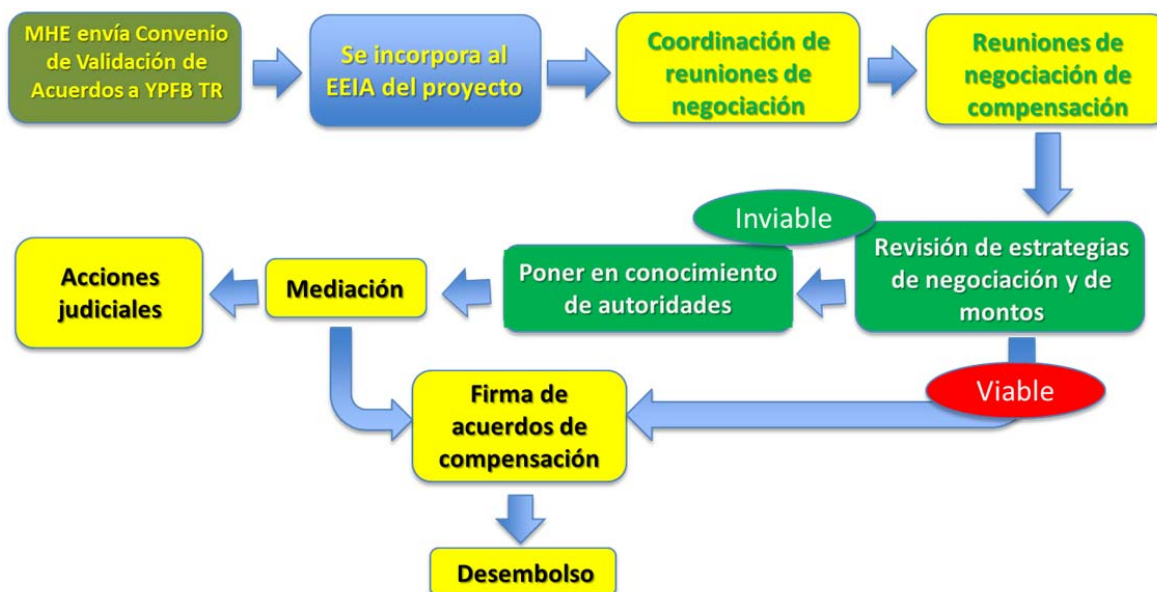 MHE envía Convenio
de Validación de
Acuerdos a YPFB TR
Se incorpora al
EEIA del proyecto
Coordinación de
reuniones de
negociación
Reuniones de
negociación de
compensación
Inviable
Revisión de estrategias
de negociación y de
montos
Poner en conocimiento
de autoridades
Mediación
Acciones
judiciales
Viable
Firma de
acuerdos de
compensación
Desembolso